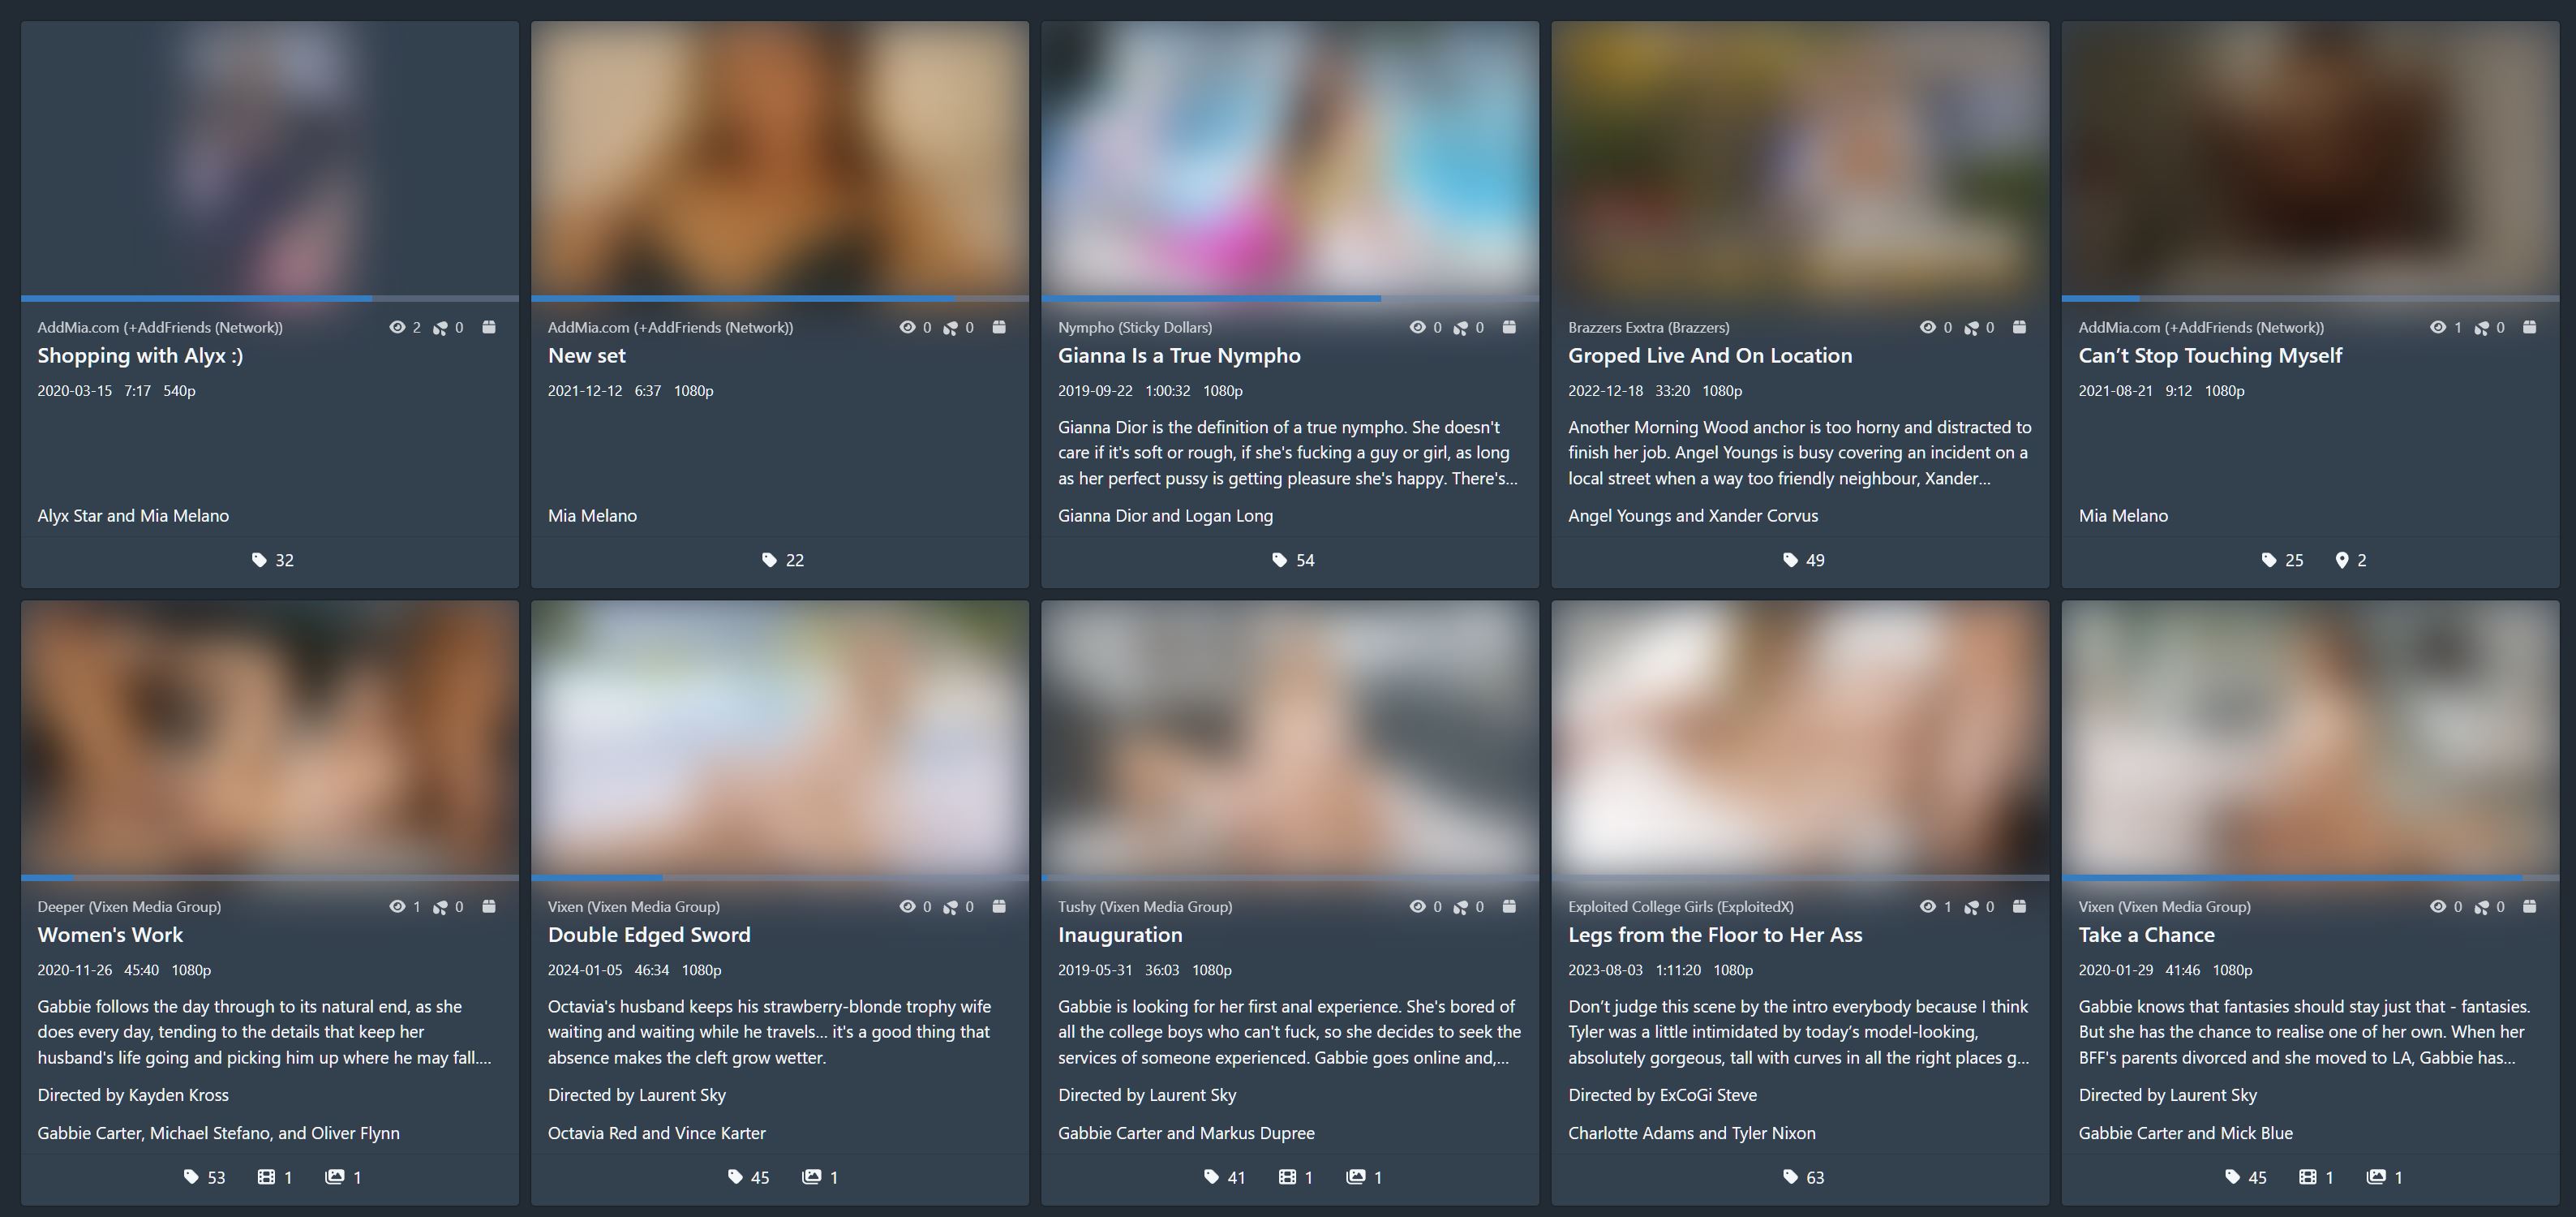 AddMia.com (+AddFriends (Network)) 2 0
Shopping with Alyx :)
2020-03-15 7:17 540p
Alyx Star and Mia Melano
32
AddMia.com (+AddFriends (Network)) 0 0
New set
2021-12-12 6:37 1080p
Mia Melano
22
Nympho (Sticky Dollars) 0 0
Gianna Is a True Nympho
2019-09-22 1:00:32 1080p
Gianna Dior is the definition of a true nympho. She doesn't
care if it's soft or rough, if she's fucking a guy or girl, as long
as her perfect pussy is getting pleasure she's happy. There's...
Gianna Dior and Logan Long
54
Brazzers Exxtra (Brazzers) 0 0
Groped Live And On Location
2022-12-18 33:20 1080p
Another Morning Wood anchor is too horny and distracted to
finish her job. Angel Youngs is busy covering an incident on a
local street when a way too friendly neighbour, Xander...
Angel Youngs and Xander Corvus
49
AddMia.com (+AddFriends (Network)) 1 0
Can’t Stop Touching Myself
2021-08-21 9:12 1080p
Mia Melano
25 2
Deeper (Vixen Media Group) 1 0
Women's Work
2020-11-26 45:40 1080p
Gabbie follows the day through to its natural end, as she
does every day, tending to the details that keep her
husband's life going and picking him up where he may fall....
Directed by Kayden Kross
Gabbie Carter, Michael Stefano, and Oliver Flynn
53 1 1
Vixen (Vixen Media Group) 0 0
Double Edged Sword
2024-01-05 46:34 1080p
Octavia's husband keeps his strawberry-blonde trophy wife
waiting and waiting while he travels... it's a good thing that
absence makes the cleft grow wetter.
Directed by Laurent Sky
Octavia Red and Vince Karter
45 1
Tushy (Vixen Media Group) 0 0
Inauguration
2019-05-31 36:03 1080p
Gabbie is looking for her first anal experience. She's bored of
all the college boys who can't fuck, so she decides to seek the
services of someone experienced. Gabbie goes online and,...
Directed by Laurent Sky
Gabbie Carter and Markus Dupree
41 1 1
Exploited College Girls (ExploitedX) 1 0
Legs from the Floor to Her Ass
2023-08-03 1:11:20 1080p
Don’t judge this scene by the intro everybody because I think
Tyler was a little intimidated by today’s model-looking,
absolutely gorgeous, tall with curves in all the right places g...
Directed by ExCoGi Steve
Charlotte Adams and Tyler Nixon
63
Vixen (Vixen Media Group) 0 0
Take a Chance
2020-01-29 41:46 1080p
Gabbie knows that fantasies should stay just that - fantasies.
But she has the chance to realise one of her own. When her
BFF's parents divorced and she moved to LA, Gabbie has...
Directed by Laurent Sky
Gabbie Carter and Mick Blue
45 1 1